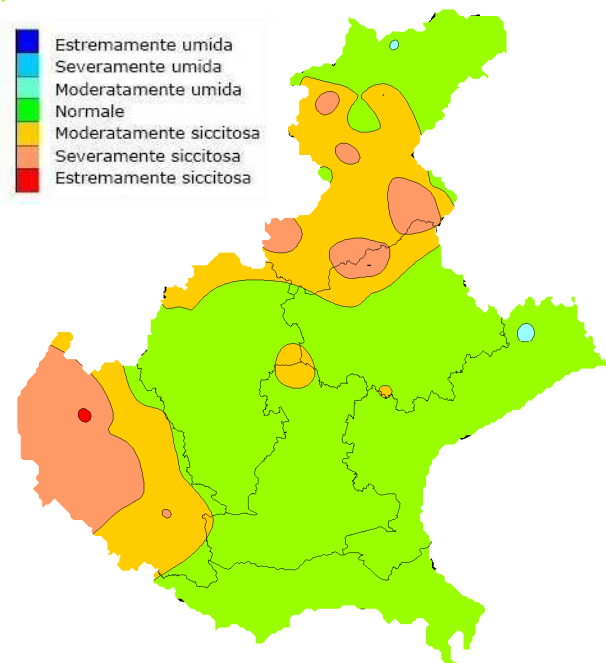 Estremamente umida
Severamente umida
Moderatamente umida
Normale
Moderatamente siccitosa
Severamente siccitosa
Estremamente siccitosa